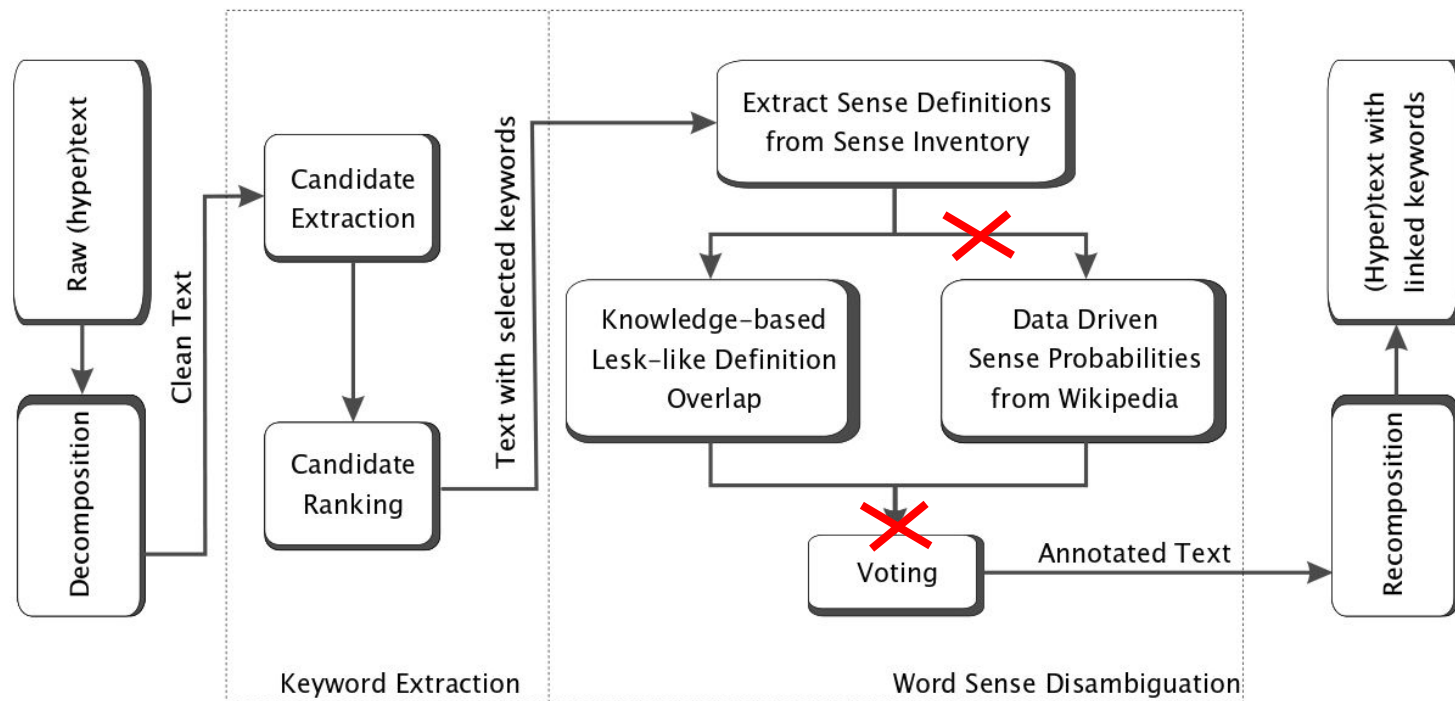 Raw (hyper)text
Decomposition
Clean Text
Candidate
Extraction
Candidate
Ranking
Text with selected keywords
Keyword Extraction
Extract Sense Definitions
from Sense Inventory
Knowledge-based
Lesk-like Definition
Overlap
Data Driven
Sense Probabilities
from Wikipedia
Voting
Annotated Text
Word Sense Disambiguation
Recomposition
(Hyper)text with
linked keywords